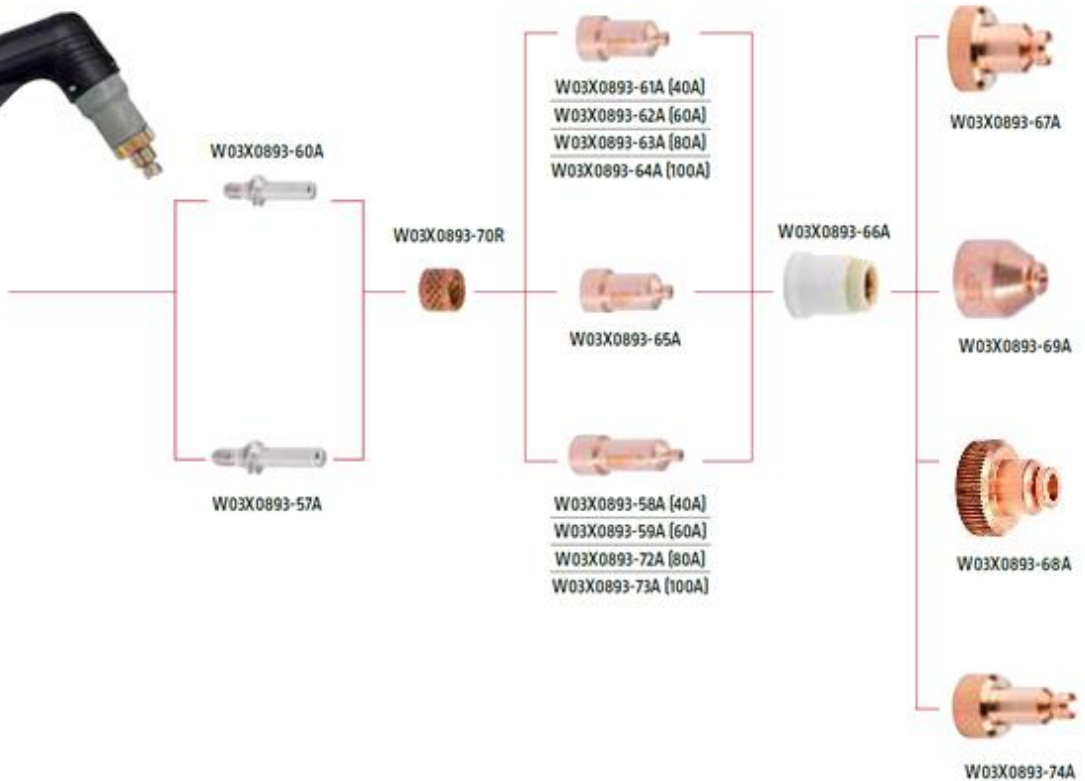 W03X0893-60A
W03X0893-57A
W03X0893-70R
W03X0893-61A (40A)
W03X0893-62A (60A)
W03X0893-63A (80A)
W03X0893-64A (100A)
W03X0893-65A
W03X0893-58A (40A)
W03X0893-59A (60A)
W03X0893-72A (80A)
W03X0893-73A (100A)
W03X0893-66A
W03X0893-67A
W03X0893-69A
W03X0893-68A
W03X0893-74A